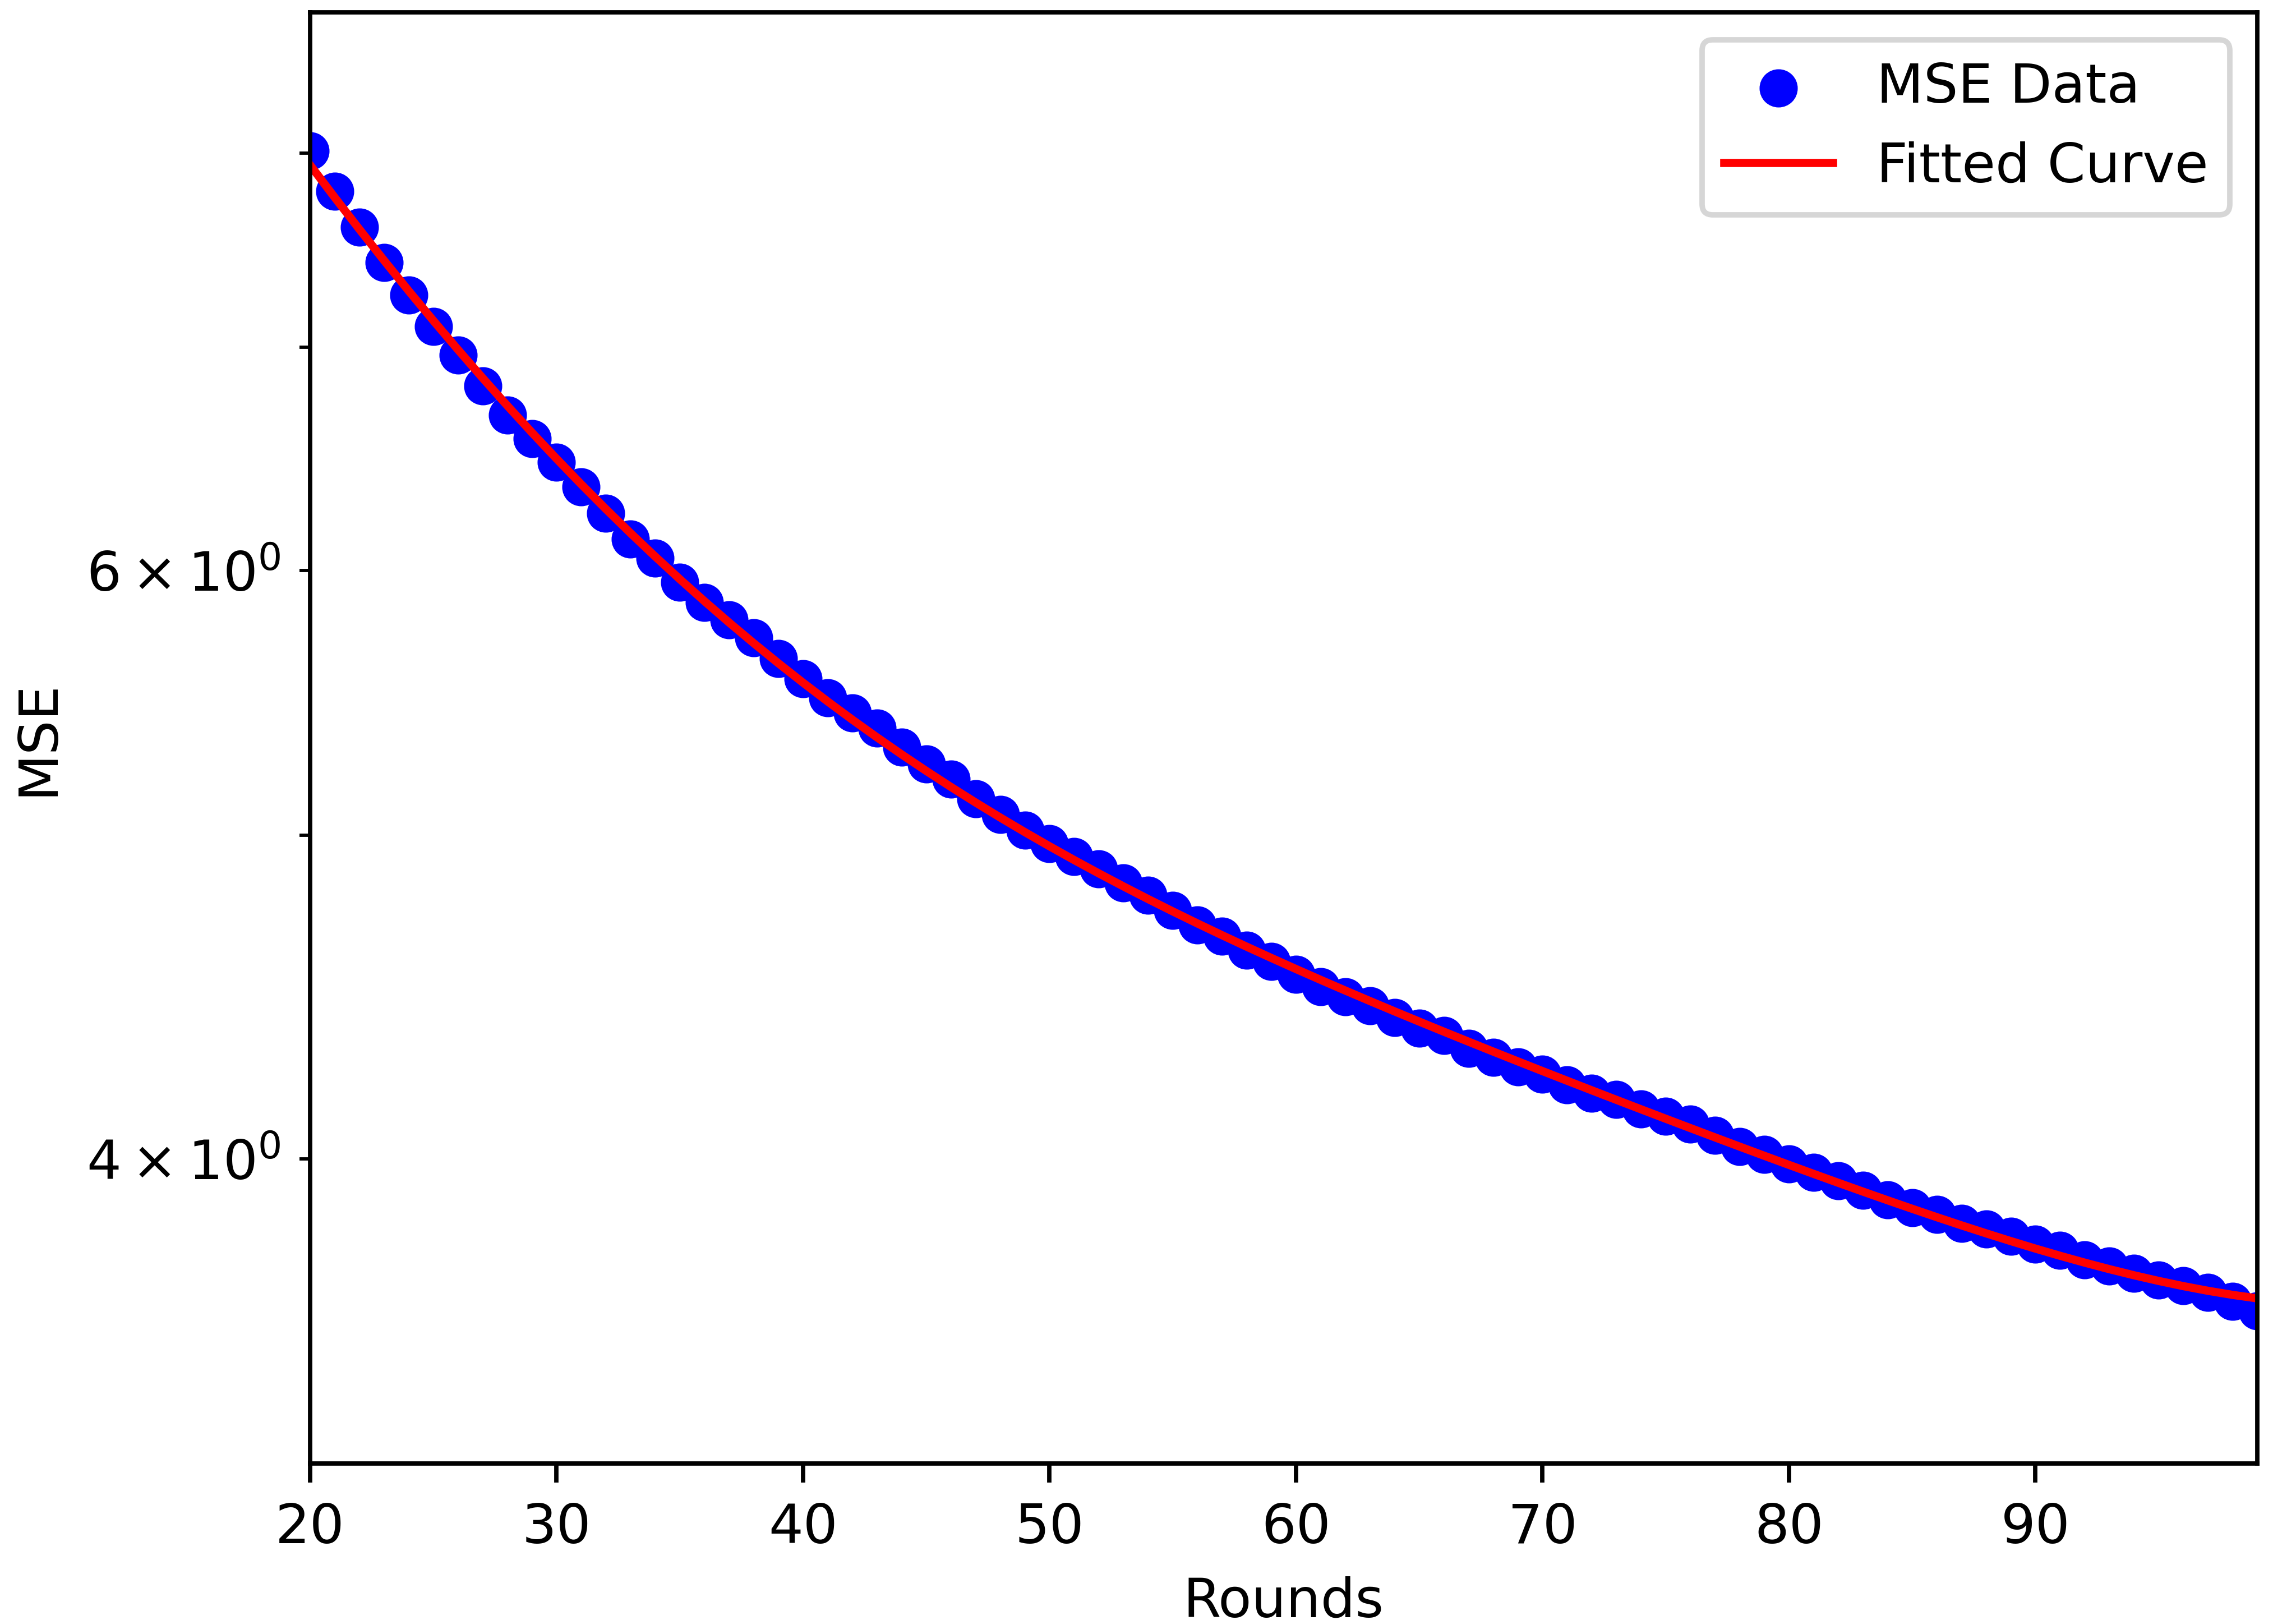 MSE Data
Fitted Curve
6 × 10⁰
4 × 10⁰
MSE
20 30 40 50 60 70 80 90
Rounds